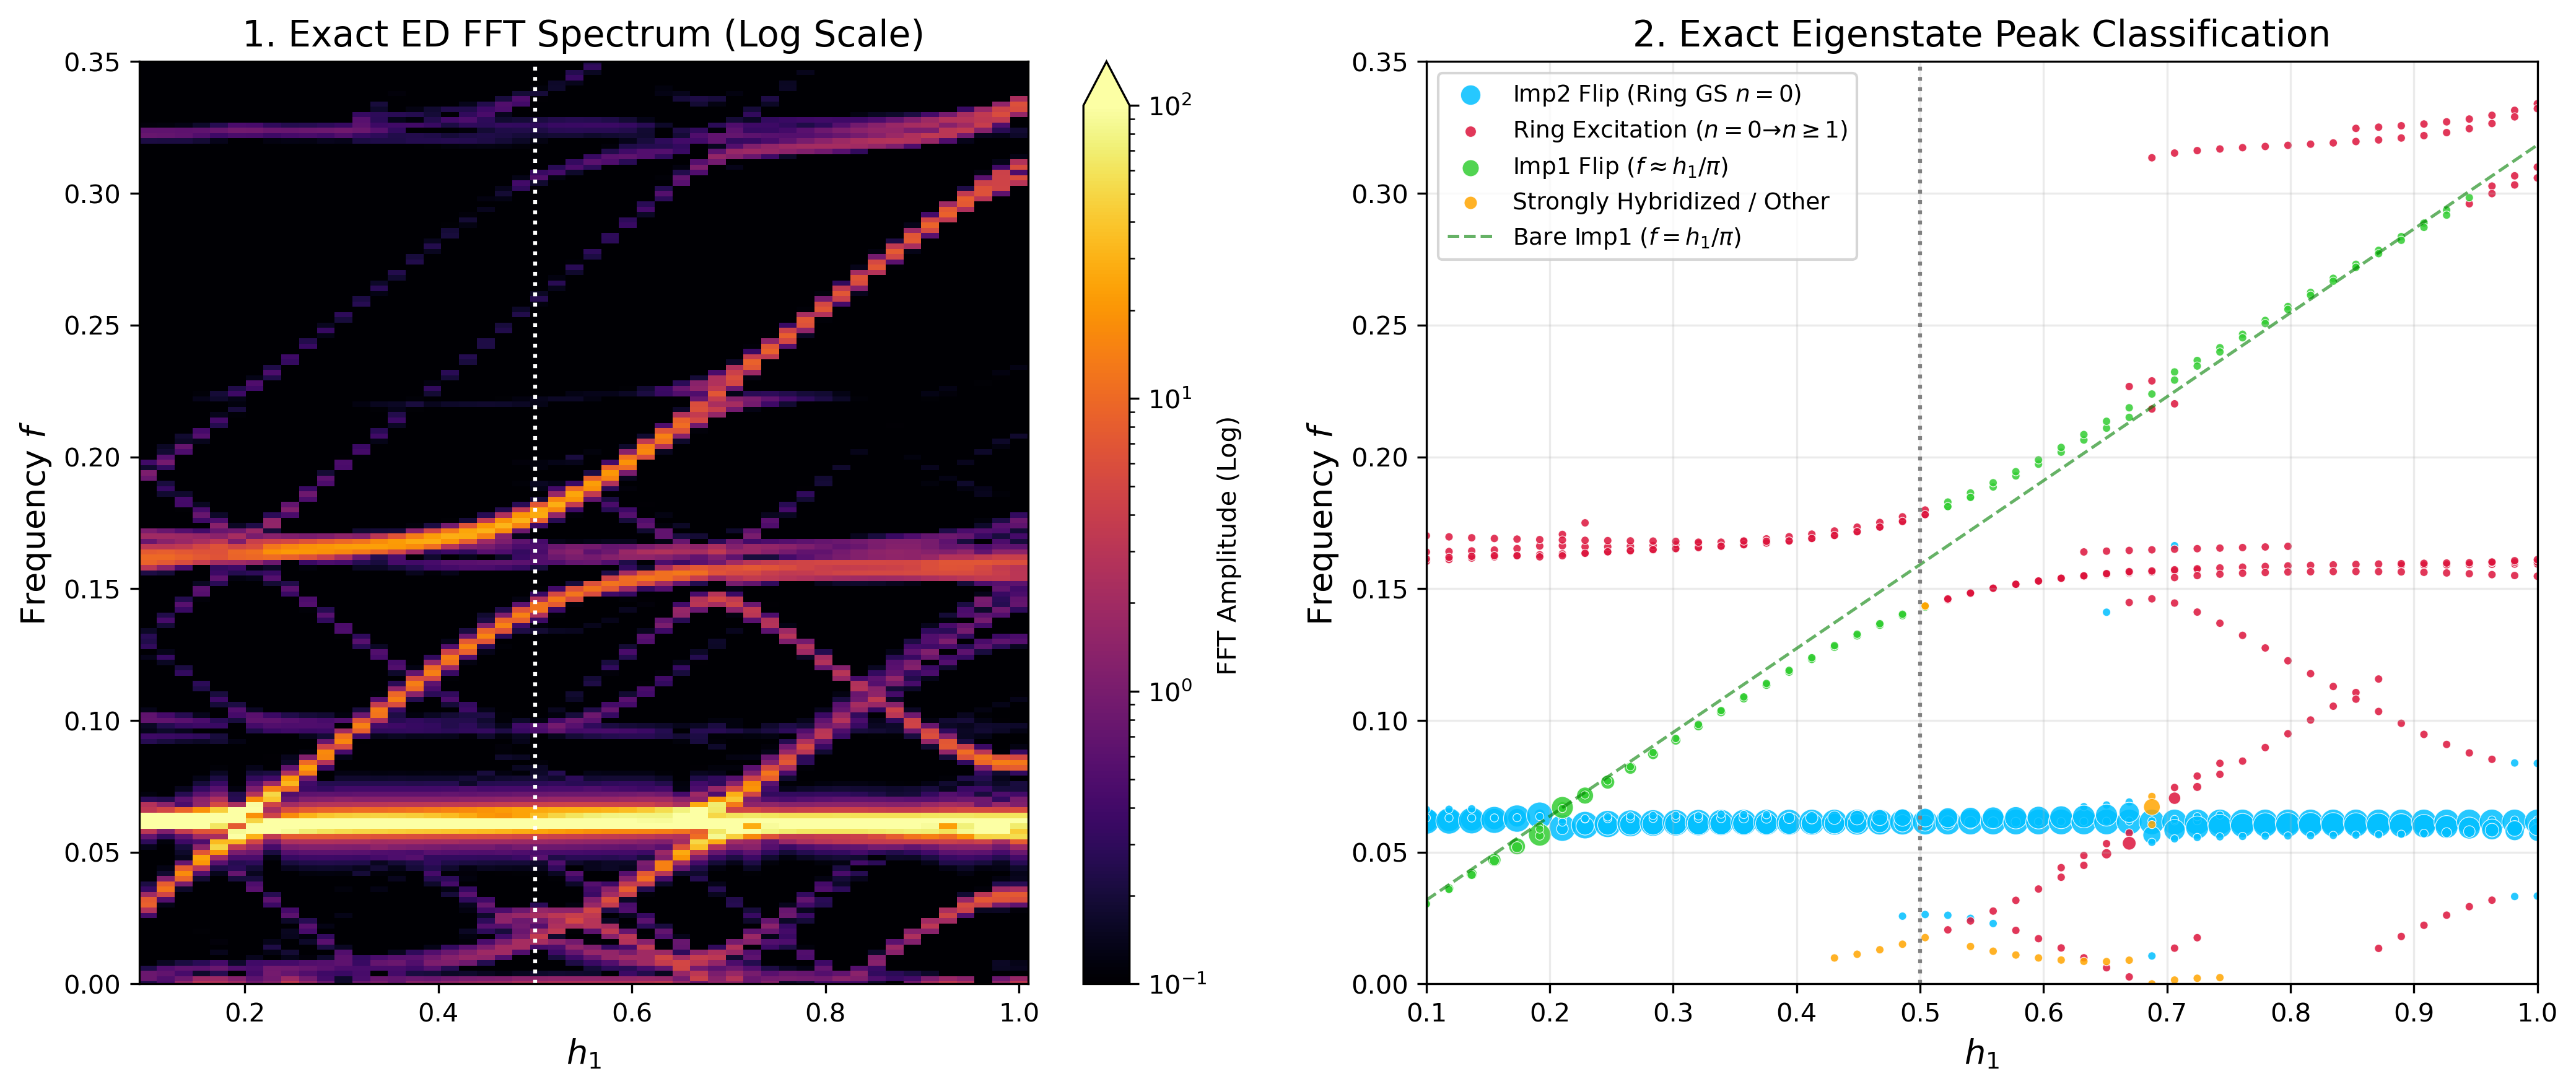 1. Exact ED FFT Spectrum (Log Scale)
0.35
0.30
0.25
0.20
0.15
0.10
0.05
0.00
Frequency f
0.2
0.4
0.6
0.8
1.0
h₁
10²
10¹
10⁰
10⁻¹
FFT Amplitude (Log)
2. Exact Eigenstate Peak Classification
Imp2 Flip (Ring GS n = 0)
Ring Excitation (n = 0→n ≥ 1)
Imp1 Flip (f ≈ h₁/π)
Strongly Hybridized / Other
Bare Imp1 (f = h₁/π)
0.35
0.30
0.25
0.20
0.15
0.10
0.05
0.00
Frequency f
0.1
0.2
0.3
0.4
0.5
0.6
0.7
0.8
0.9
1.0
h₁